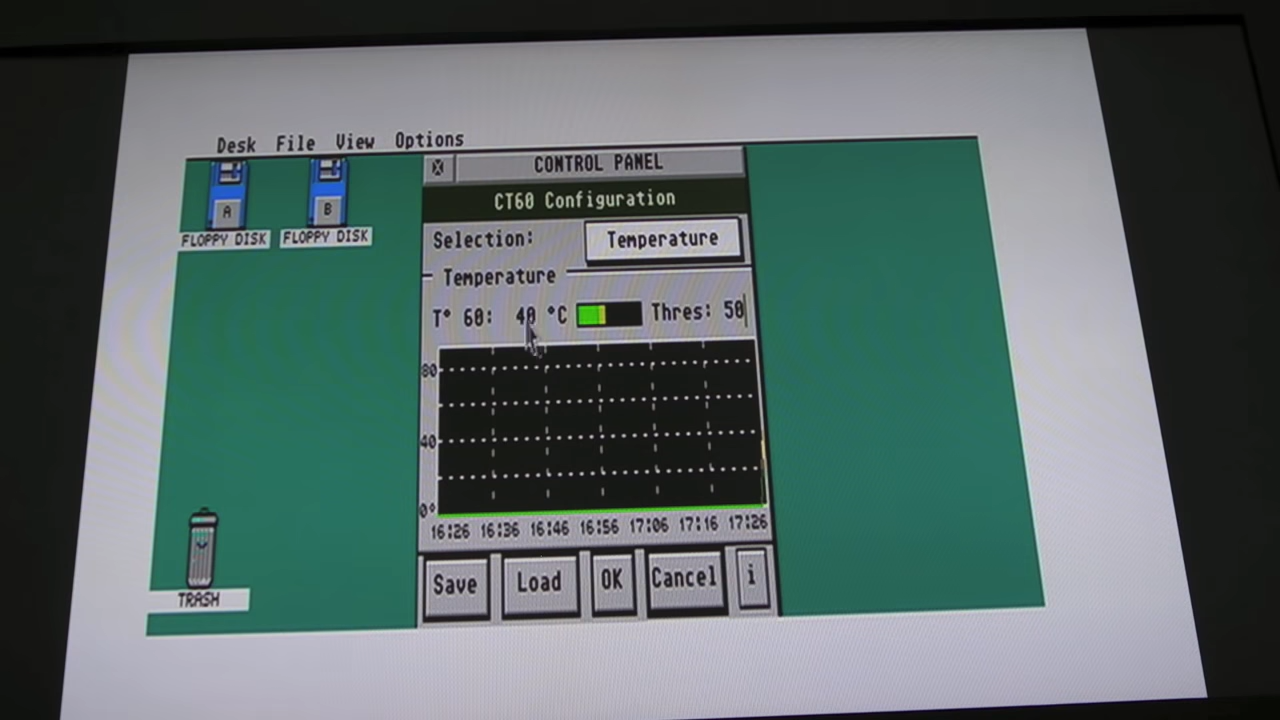 Desk File View Options
X CONTROL PANEL
CT60 Configuration
A B
FLOPPY DISK FLOPPY DISK
Selection: Temperature
Temperature
T° 60: 40 °C Thres: 50
80
40
0°
16:26 16:36 16:46 16:56 17:06 17:16 17:26
Save Load OK Cancel i
TRASH